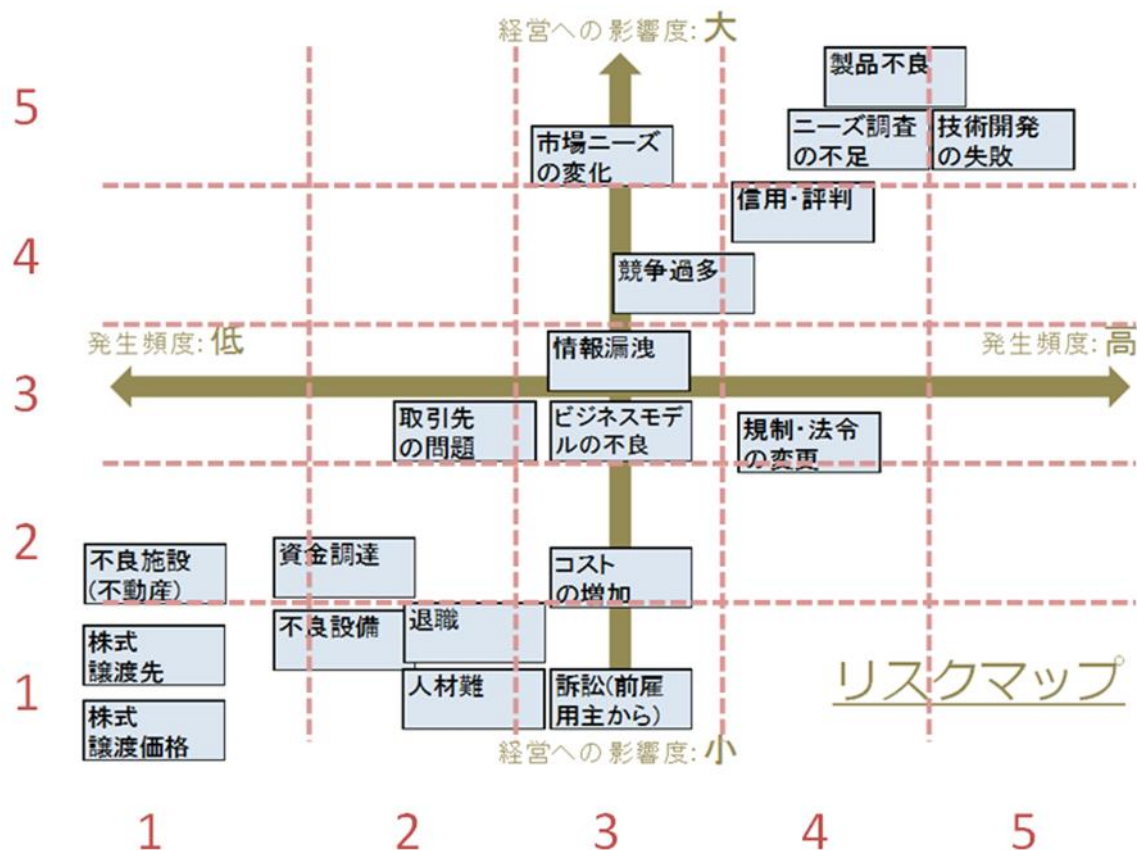 経営への影響度: 大
5
製品不良
市場ニーズ
の変化
ニーズ調査
の不足
技術開発
の失敗
信用・評判
4
競争過多
発生頻度: 低
発生頻度: 高
情報漏洩
3
取引先
の問題
ビジネスモデ
ルの不良
規制・法令
の変更
2
不良施設
(不動産)
資金調達
コスト
の増加
不良設備
退職
株式
譲渡先
1
人材難
訴訟(前雇
用主から)
リスクマップ
株式
譲渡価格
経営への影響度: 小
1
2
3
4
5